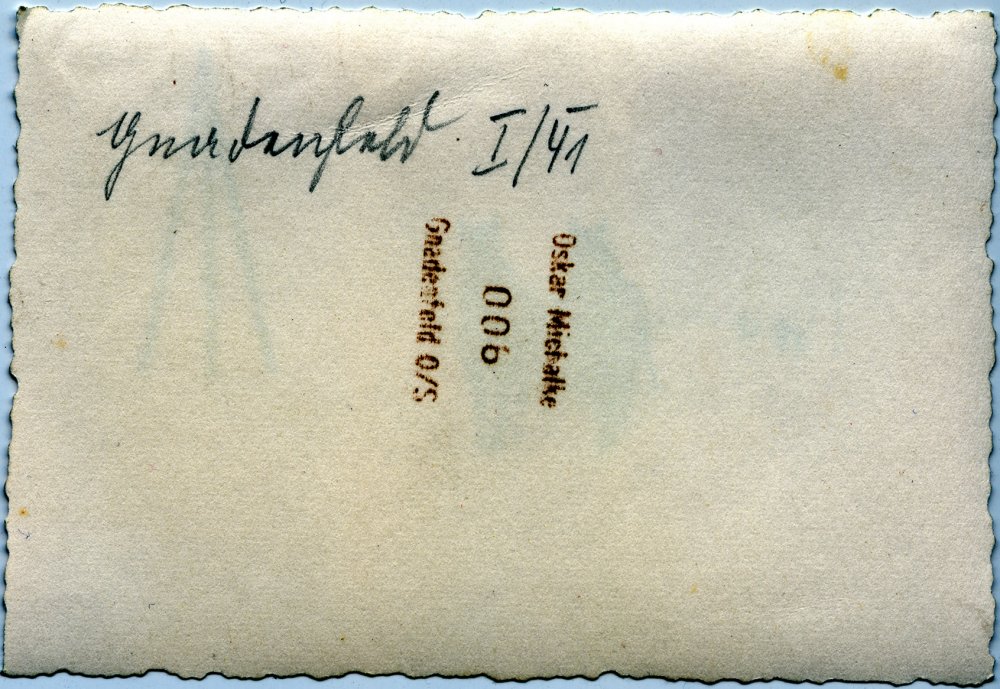 Gnadenfeld I/41
Oskar Michalke
006
Gnadenfeld O/S